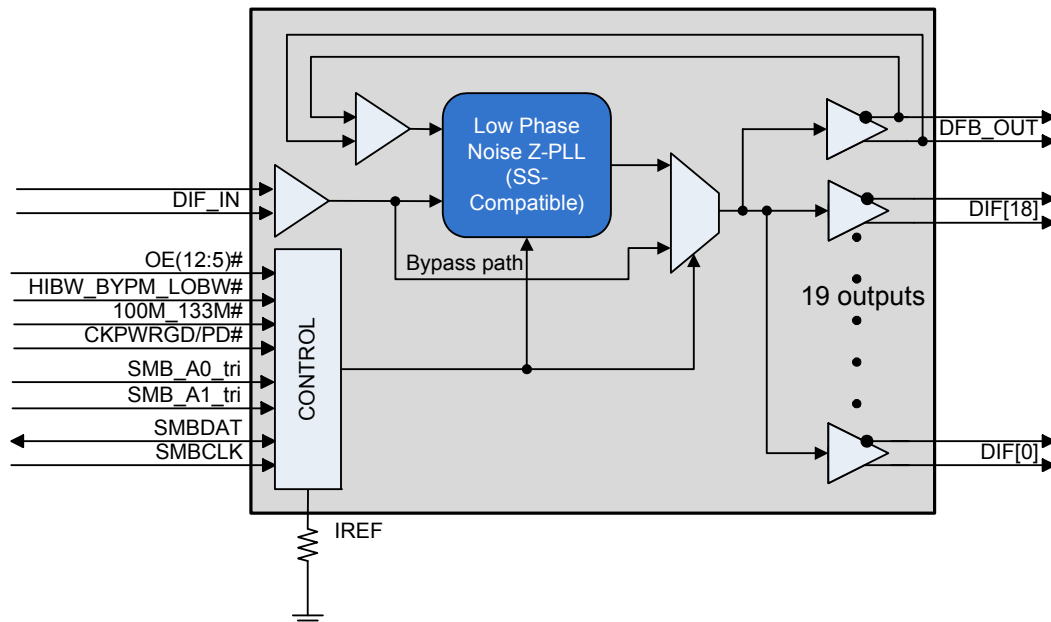 Low Phase
Noise Z-PLL
(SS-
Compatible)
DFB_OUT
DIF_IN
DIF[18]
OE(12:5)#
Bypass path
HIBW_BYPM_LOBW#
19 outputs
100M_133M#
CKPWRGD/PD#
SMB_A0_tri
SMB_A1_tri
CONTROL
SMBDAT
SMBCLK
DIF[0]
IREF